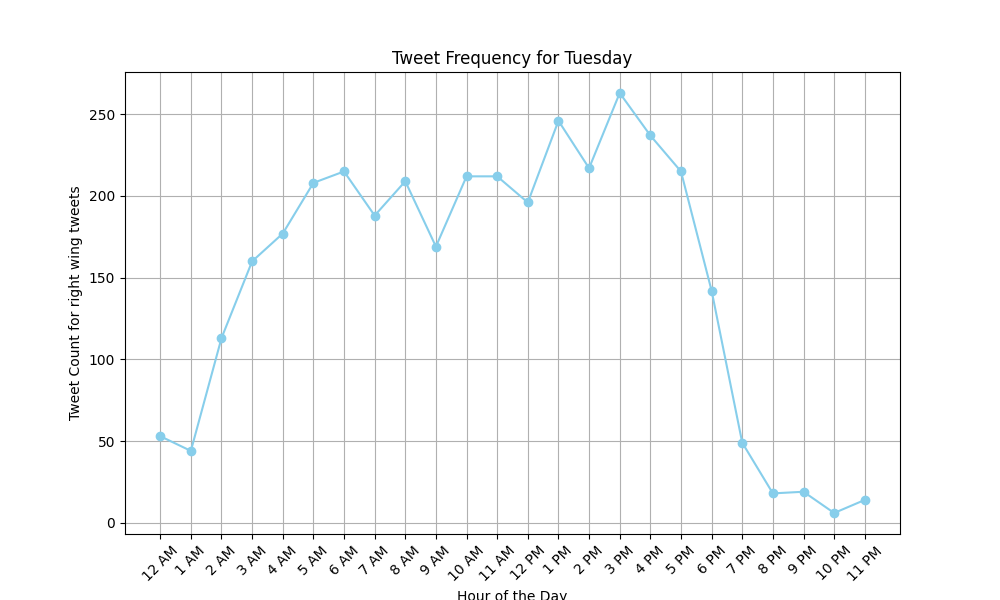 Tweet Frequency for Tuesday
Tweet Count for right wing tweets
250
200
150
100
50
0
12 AM
1 AM
2 AM
3 AM
4 AM
5 AM
6 AM
7 AM
8 AM
9 AM
10 AM
11 AM
12 PM
1 PM
2 PM
3 PM
4 PM
5 PM
6 PM
7 PM
8 PM
9 PM
10 PM
11 PM
Hour of the Day